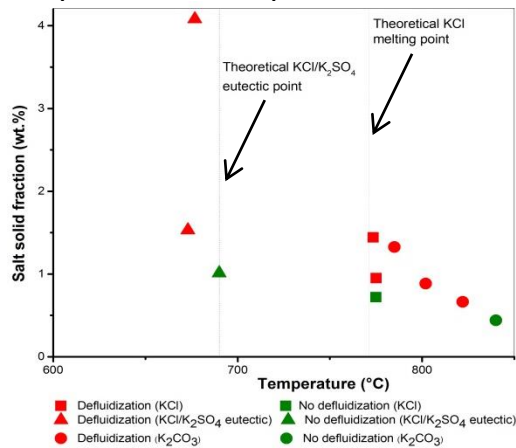 Theoretical KCl
melting point
Theoretical KCl/K₂SO₄
eutectic point
Salt solid fraction (wt.%)
4
3
2
1
0
600
700
800
Temperature (°C)
Defluidization (KCl)
No defluidization (KCl)
Defluidization (KCl/K₂SO₄ eutectic)
No defluidization (KCl/K₂SO₄ eutectic)
Defluidization (K₂CO₃)
No defluidization (K₂CO₃)